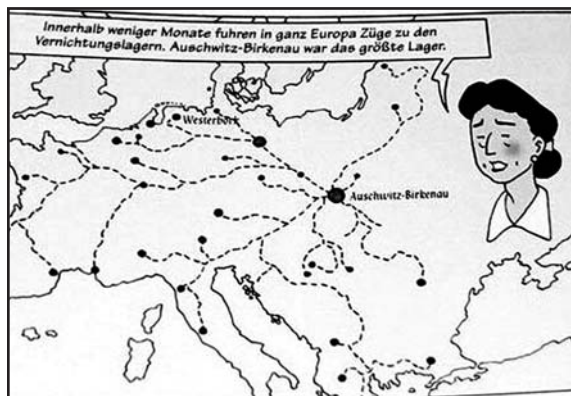 Innerhalb weniger Monate fuhren in ganz Europa Züge zu den
Vernichtungslagern. Auschwitz-Birkenau war das größte Lager.
Westerbork
Auschwitz-Birkenau